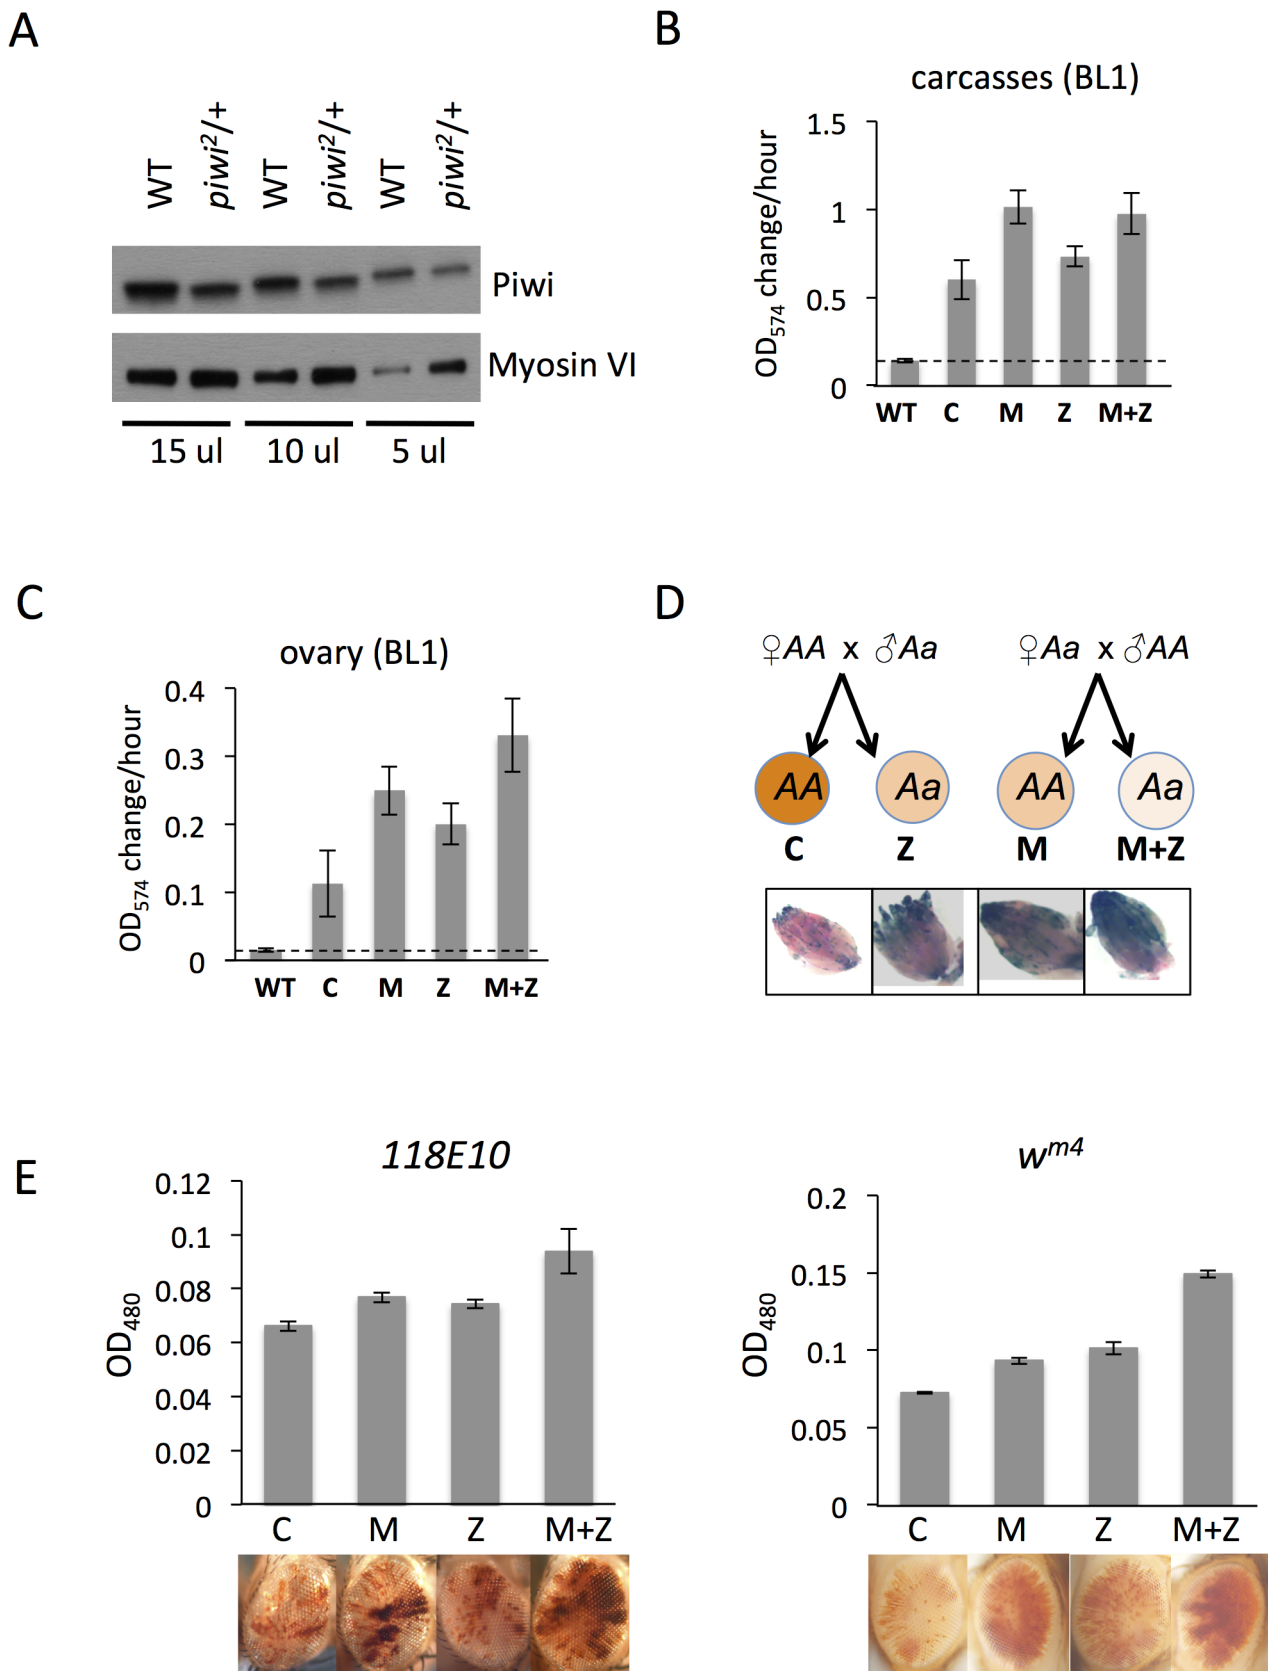 A
WT
piwi²/+
WT
piwi²/+
WT
piwi²/+
Piwi
Myosin VI
15 ul 10 ul 5 ul
B
carcasses (BL1)
OD₅₇₄ change/hour
1.5
1
0.5
0
WT C M Z M+Z
C
ovary (BL1)
OD₅₇₄ change/hour
0.4
0.3
0.2
0.1
0
WT C M Z M+Z
D
♀AA x ♂Aa ♀Aa x ♂AA
AA Aa AA Aa
C Z M M+Z
E
118E10
OD₄₈₀
0.12
0.1
0.08
0.06
0.04
0.02
0
C M Z M+Z
wᵐ⁴
OD₄₈₀
0.2
0.15
0.1
0.05
0
C M Z M+Z